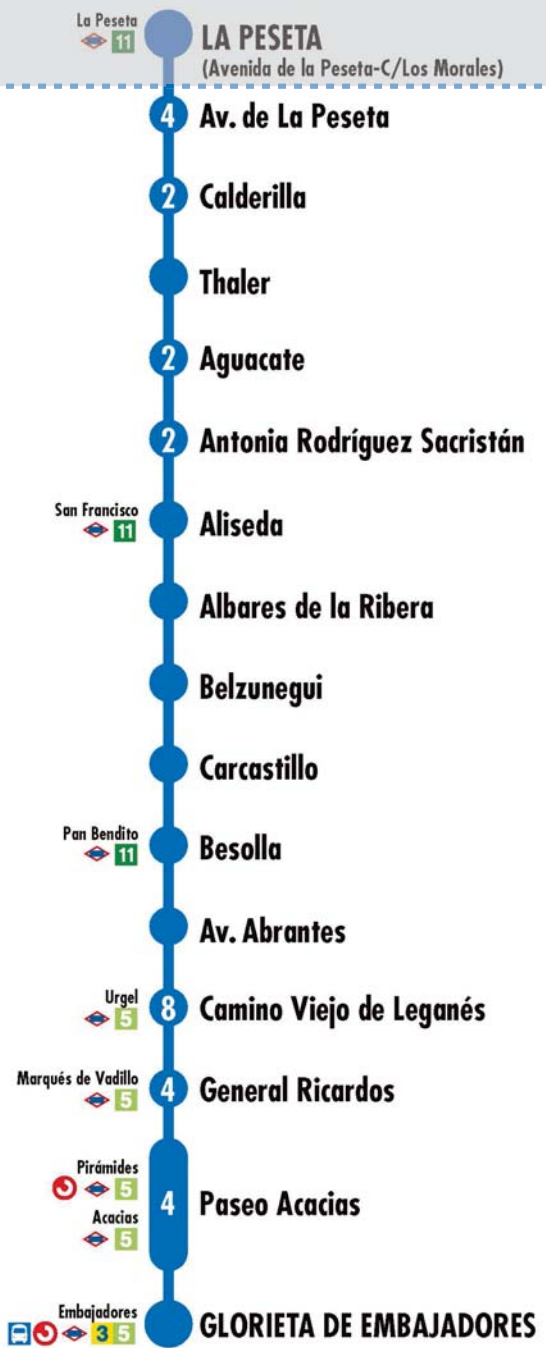 La Peseta
11
LA PESETA
(Avenida de la Peseta-C/Los Morales)
4 Av. de La Peseta
2 Calderilla
Thaler
2 Aguacate
2 Antonia Rodríguez Sacristán
San Francisco
11
Aliseda
Albares de la Ribera
Belzunegui
Carcastillo
Pan Bendito
11
Besolla
Av. Abrantes
Urgel
5
8 Camino Viejo de Leganés
Marqués de Vadillo
5
4 General Ricardos
Pirámides
5
Acacias
5
4 Paseo Acacias
Embajadores
3 5
GLORIETA DE EMBAJADORES